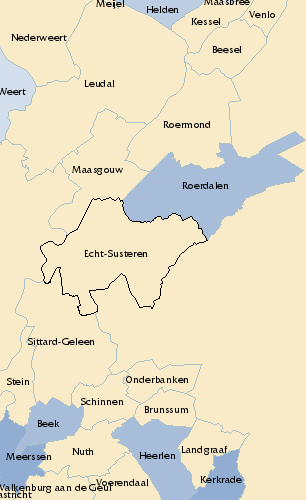 Meijel
Maasbree
Helden
Venlo
Kessel
Nederweert
Beesel
Leudal
Weert
Roermond
Maasgouw
Roerdalen
Echt-Susteren
Sittard-Geleen
Stein
Onderbanken
Schinnen
Brunssum
Beek
Nuth
Landgraaf
Meerssen
Heerlen
Kerkrade
Voerendaal
Valkenburg aan de Geul
astricht